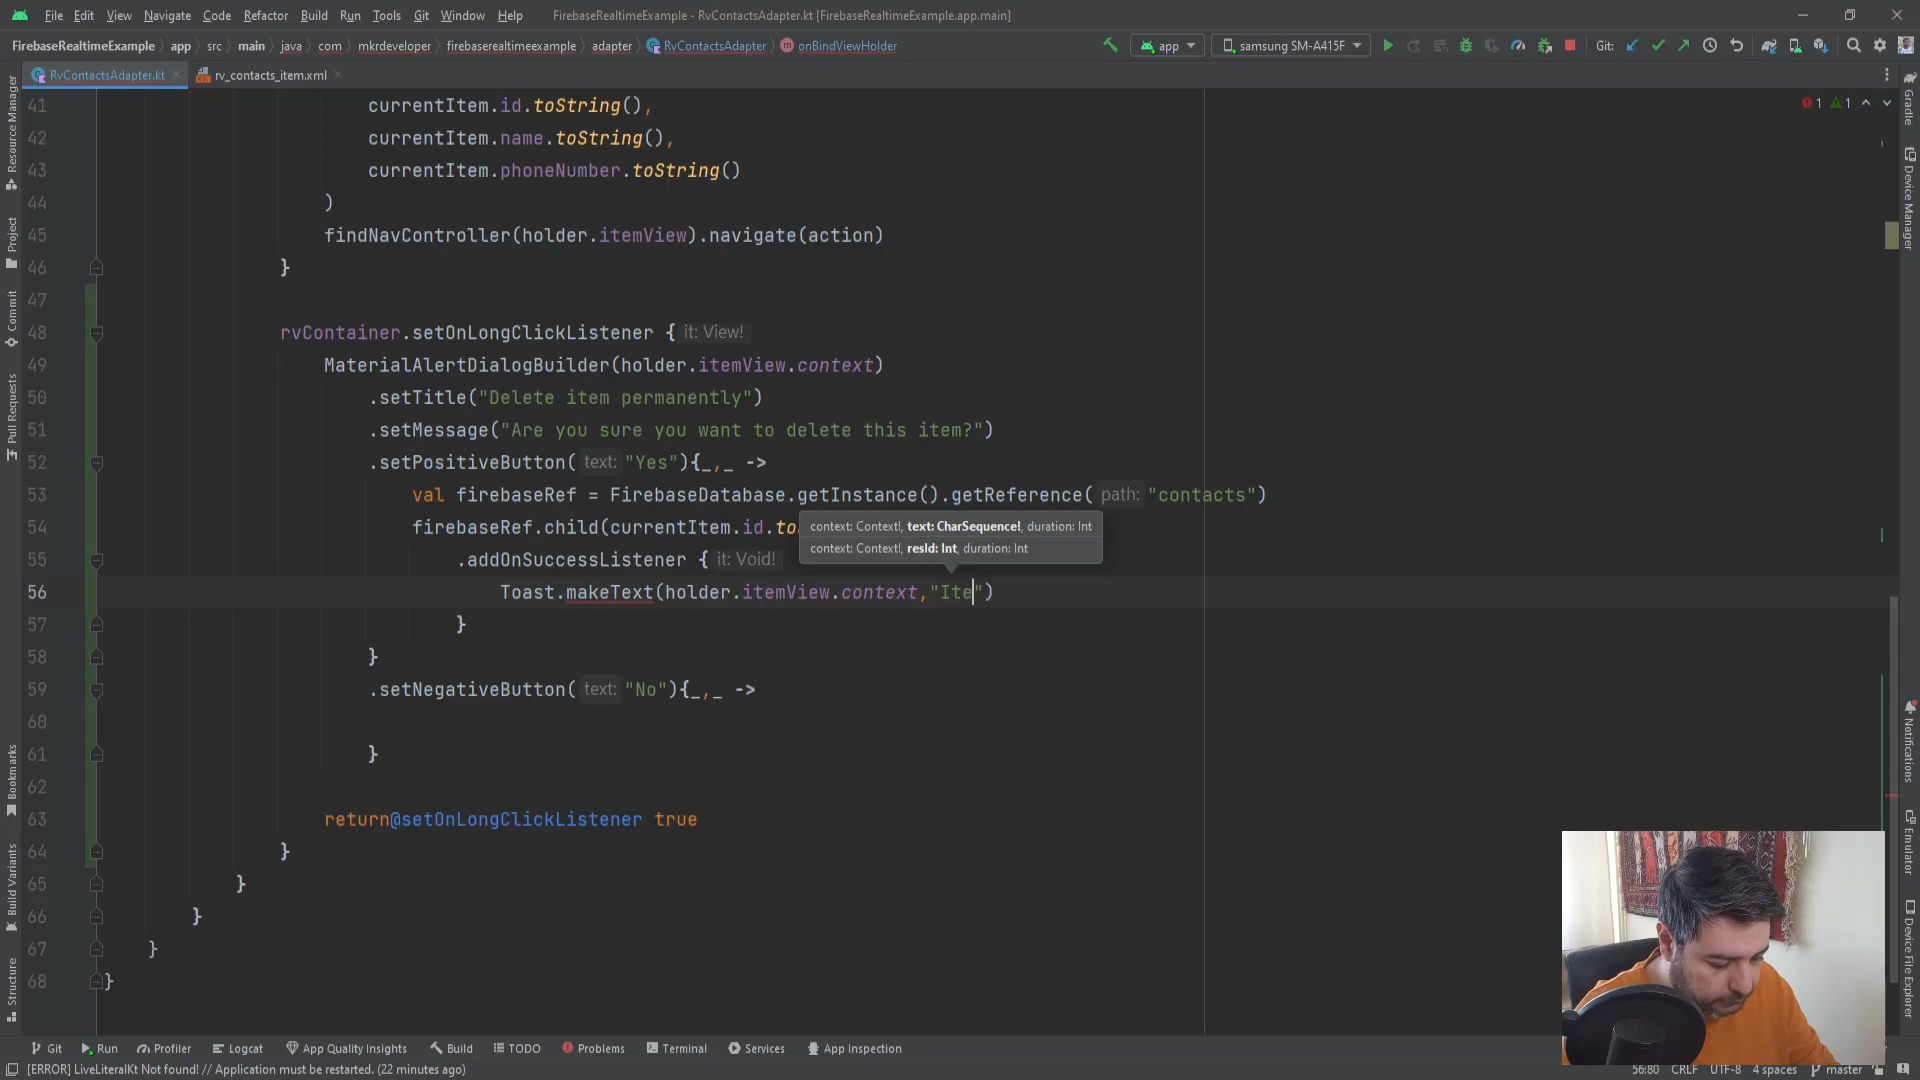 File Edit View Navigate Code Refactor Build Run Tools Git Window Help FirebaseRealtimeExample - RvContactsAdapter.kt [FirebaseRealtimeExample.app.main]
FirebaseRealtimeExample app src main java com mkrdeveloper firebaserealtimeexample adapter RvContactsAdapter onBindViewHolder app samsung SM-A415F Git:
RvContactsAdapter.kt rv_contacts_item.xml
Resource Manager
Project
Commit
Pull Requests
Bookmarks
Build Variants
Structure
1 1
41 currentItem.id.toString(),
42 currentItem.name.toString(),
43 currentItem.phoneNumber.toString()
44 )
45 findNavController(holder.itemView).navigate(action)
46 }
47
48 rvContainer.setOnLongClickListener { it: View!
49 MaterialAlertDialogBuilder(holder.itemView.context)
50 .setTitle("Delete item permanently")
51 .setMessage("Are you sure you want to delete this item?")
52 .setPositiveButton( text: "Yes"){_,_ ->
53 val firebaseRef = FirebaseDatabase.getInstance().getReference( path: "contacts")
54 firebaseRef.child(currentItem.id.to
context: Context!, text: CharSequence!, duration: Int
context: Context!, resId: Int, duration: Int
55 .addOnSuccessListener { it: Void!
56 Toast.makeText(holder.itemView.context,"Ite")
57 }
58 }
59 .setNegativeButton( text: "No"){_,_ ->
60
61 }
62
63 return@setOnLongClickListener true
64 }
65 }
66 }
67 }
68 }
Gradle
Device Manager
Notifications
Emulator
Device File Explorer
Git Run Profiler Logcat App Quality Insights Build TODO Problems Terminal Services App Inspection
[ERROR] LiveLiteralKt Not found! // Application must be restarted. (22 minutes ago) 56:80 CRLF UTF-8 4 spaces master